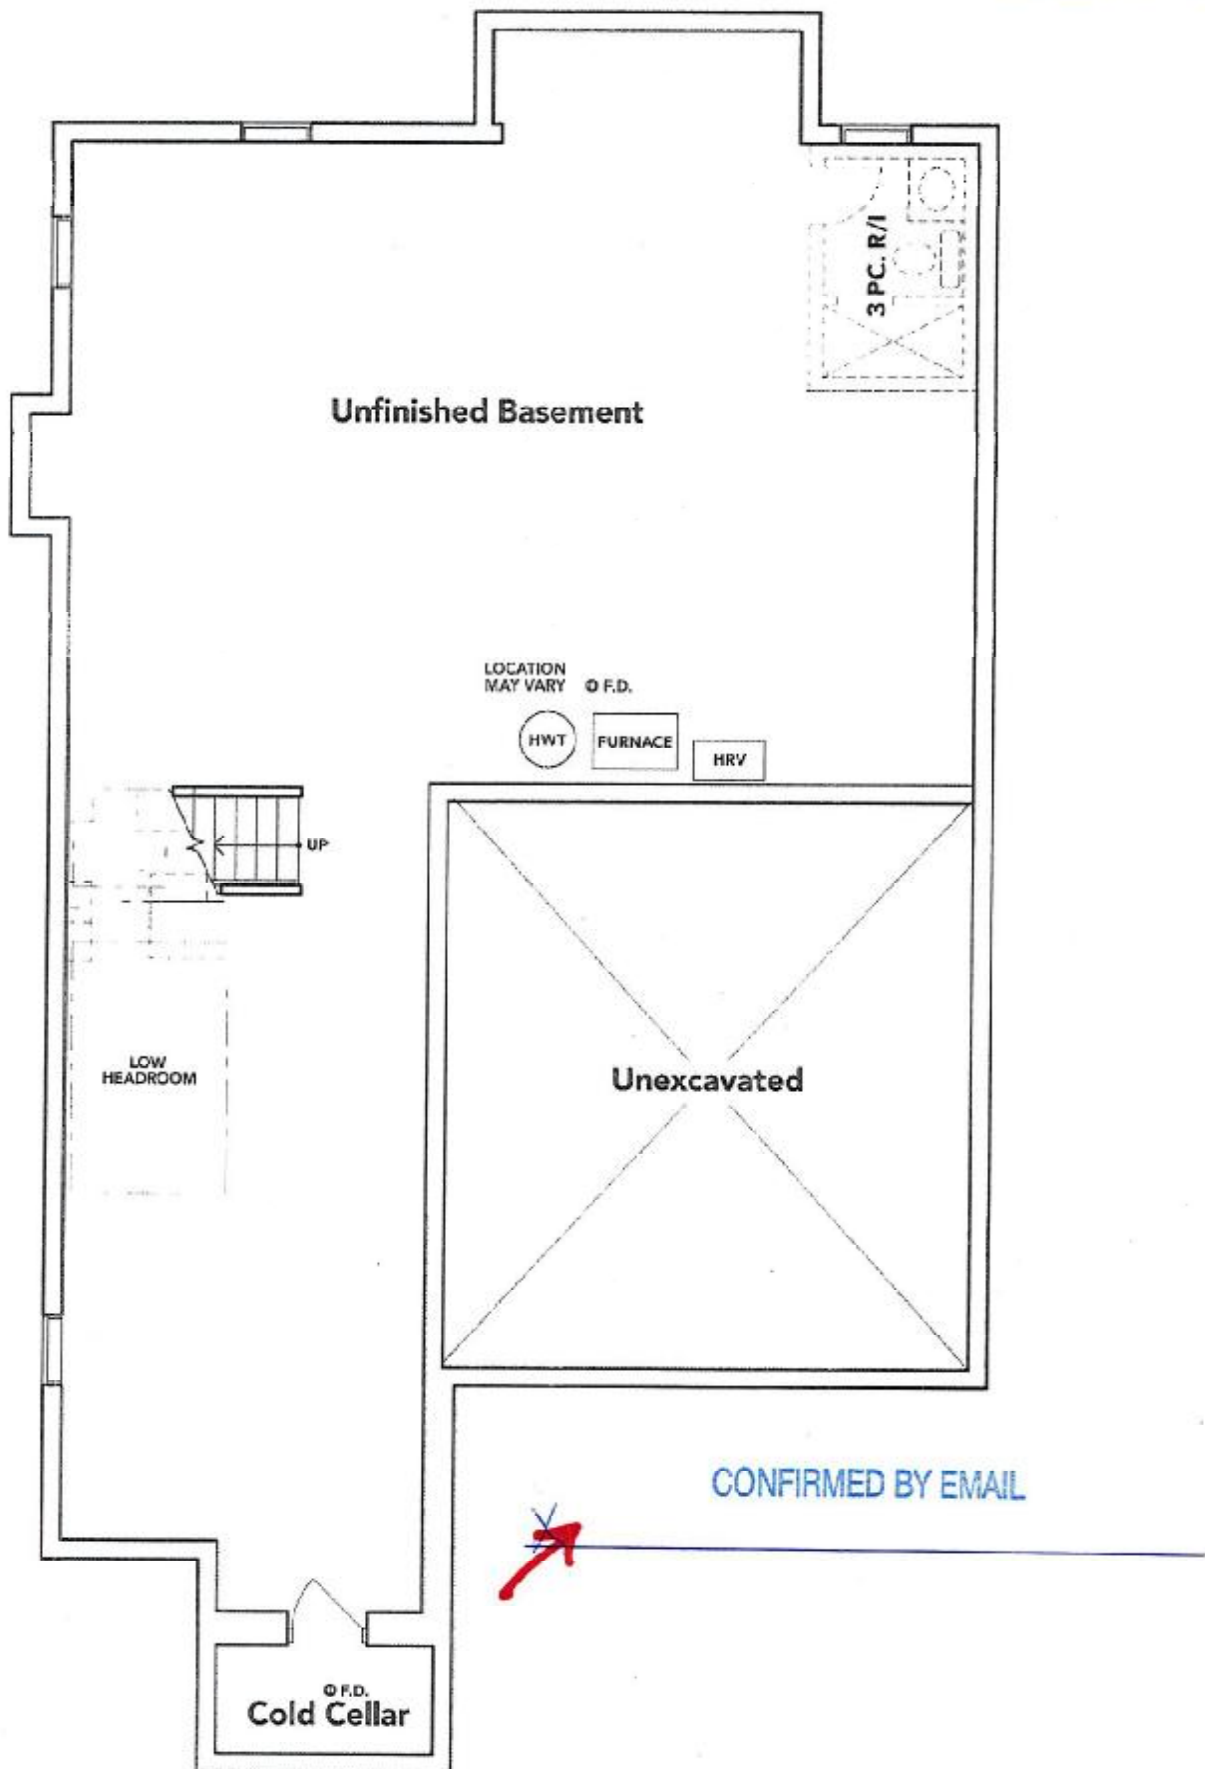 3 PC. R/I
Unfinished Basement
LOCATION
MAY VARY
F.D.
HWT
FURNACE
HRV
UP
LOW
HEADROOM
Unexcavated
CONFIRMED BY EMAIL
X
F.D.
Cold Cellar